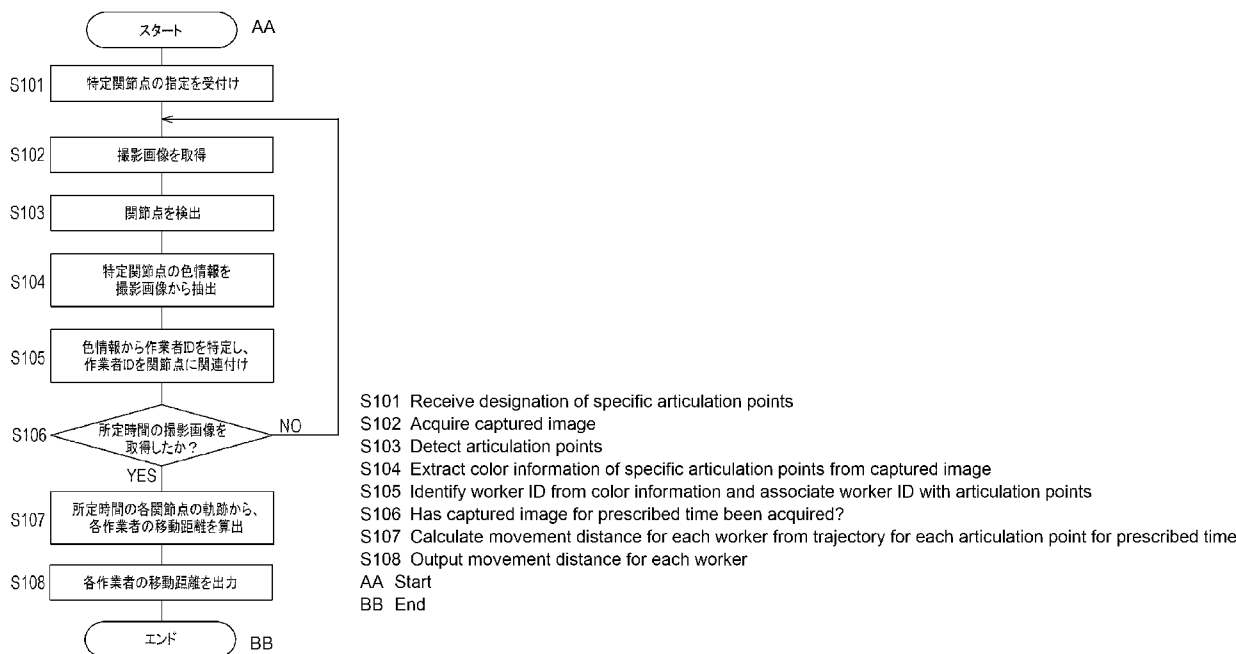 スタート
AA
S101
特定関節点の指定を受付け
S102
撮影画像を取得
S103
関節点を検出
S104
特定関節点の色情報を
撮影画像から抽出
S105
色情報から作業者IDを特定し、
作業者IDを関節点に関連付け
S106
所定時間の撮影画像を
取得したか？
NO
YES
S107
所定時間の各関節点の軌跡から、
各作業者の移動距離を算出
S108
各作業者の移動距離を出力
エンド
BB
S101 Receive designation of specific articulation points
S102 Acquire captured image
S103 Detect articulation points
S104 Extract color information of specific articulation points from captured image
S105 Identify worker ID from color information and associate worker ID with articulation points
S106 Has captured image for prescribed time been acquired?
S107 Calculate movement distance for each worker from trajectory for each articulation point for prescribed time
S108 Output movement distance for each worker
AA Start
BB End